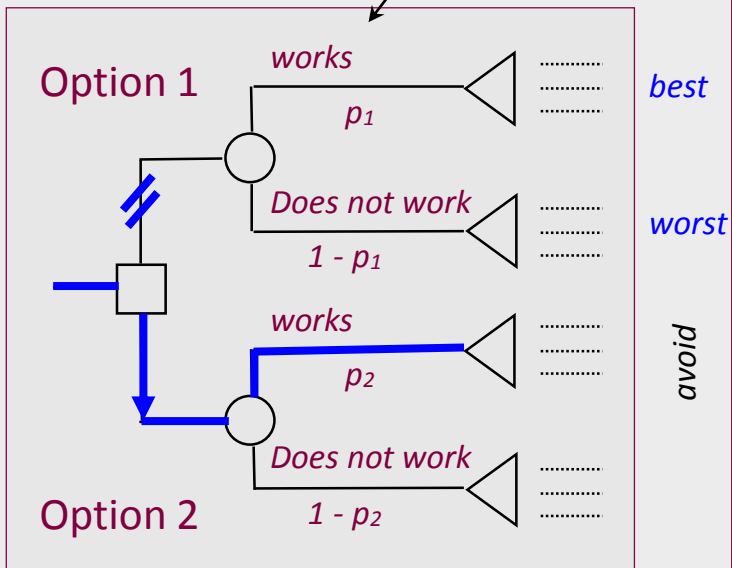 works
Option 1
best
p1
Does not work
worst
1 - p1
works
p2
avoid
Does not work
1 - p2
Option 2